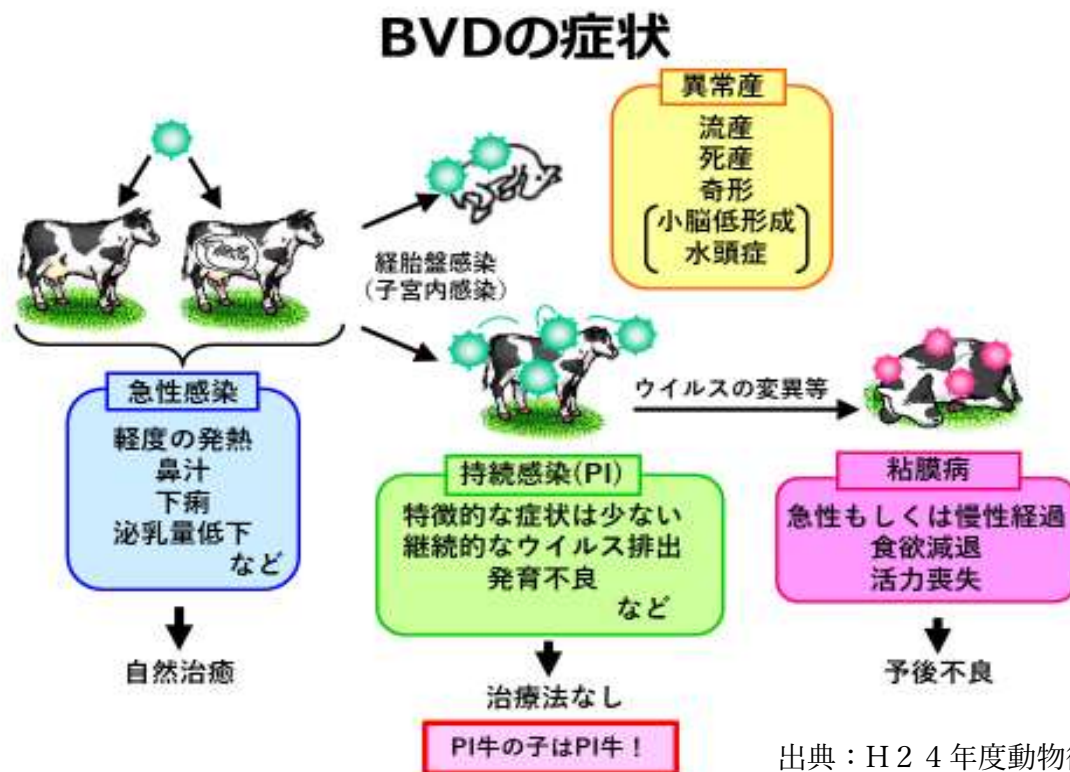 BVDの症状
異常産
流産
死産
奇形
小脳低形成
水頭症
経胎盤感染
(子宮内感染)
急性感染
軽度の発熱
鼻汁
下痢
泌乳量低下
など
自然治癒
持続感染(PI)
特徴的な症状は少ない
継続的なウイルス排出
発育不良
など
治療法なし
PI牛の子はPI牛!
ウイルスの変異等
粘膜病
急性もしくは慢性経過
食欲減退
活力喪失
予後不良
出典:H24年度動物